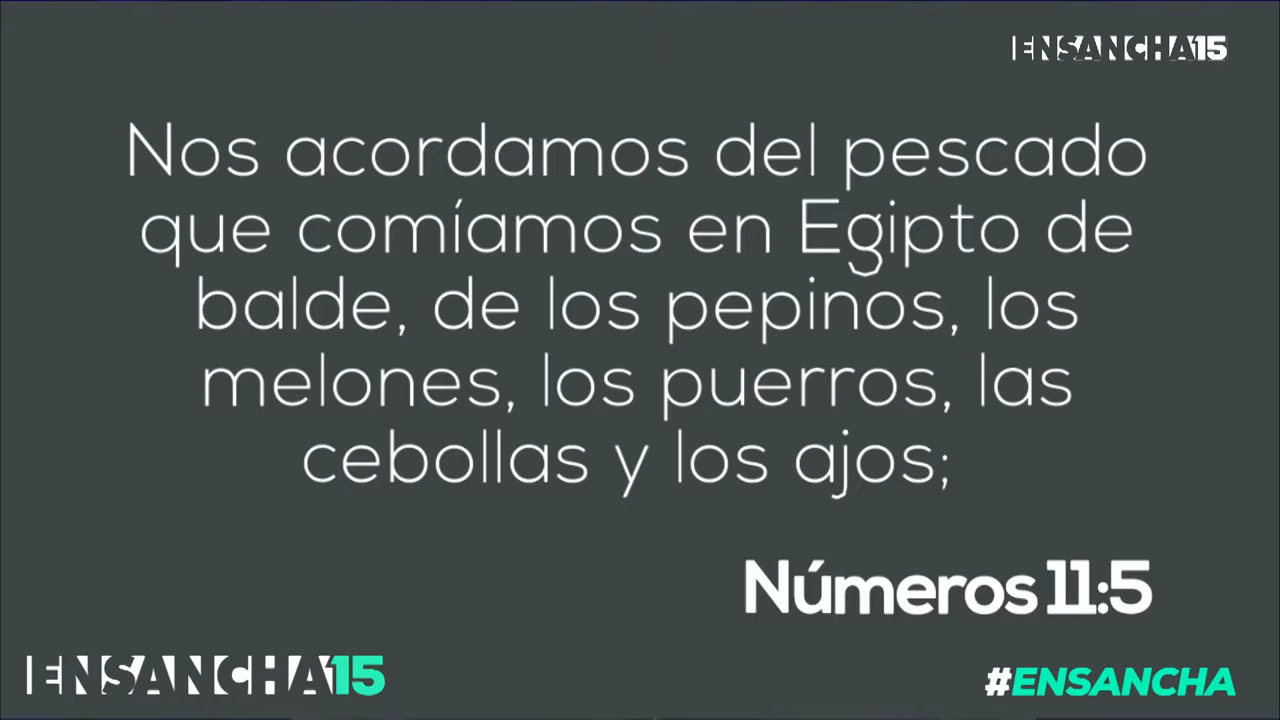 ENSANCHA15
Nos acordamos del pescado
que comíamos en Egipto de
balde, de los pepinos, los
melones, los puerros, las
cebollas y los ajos;
Números 11:5
ENSANCHA15
#ENSANCHA